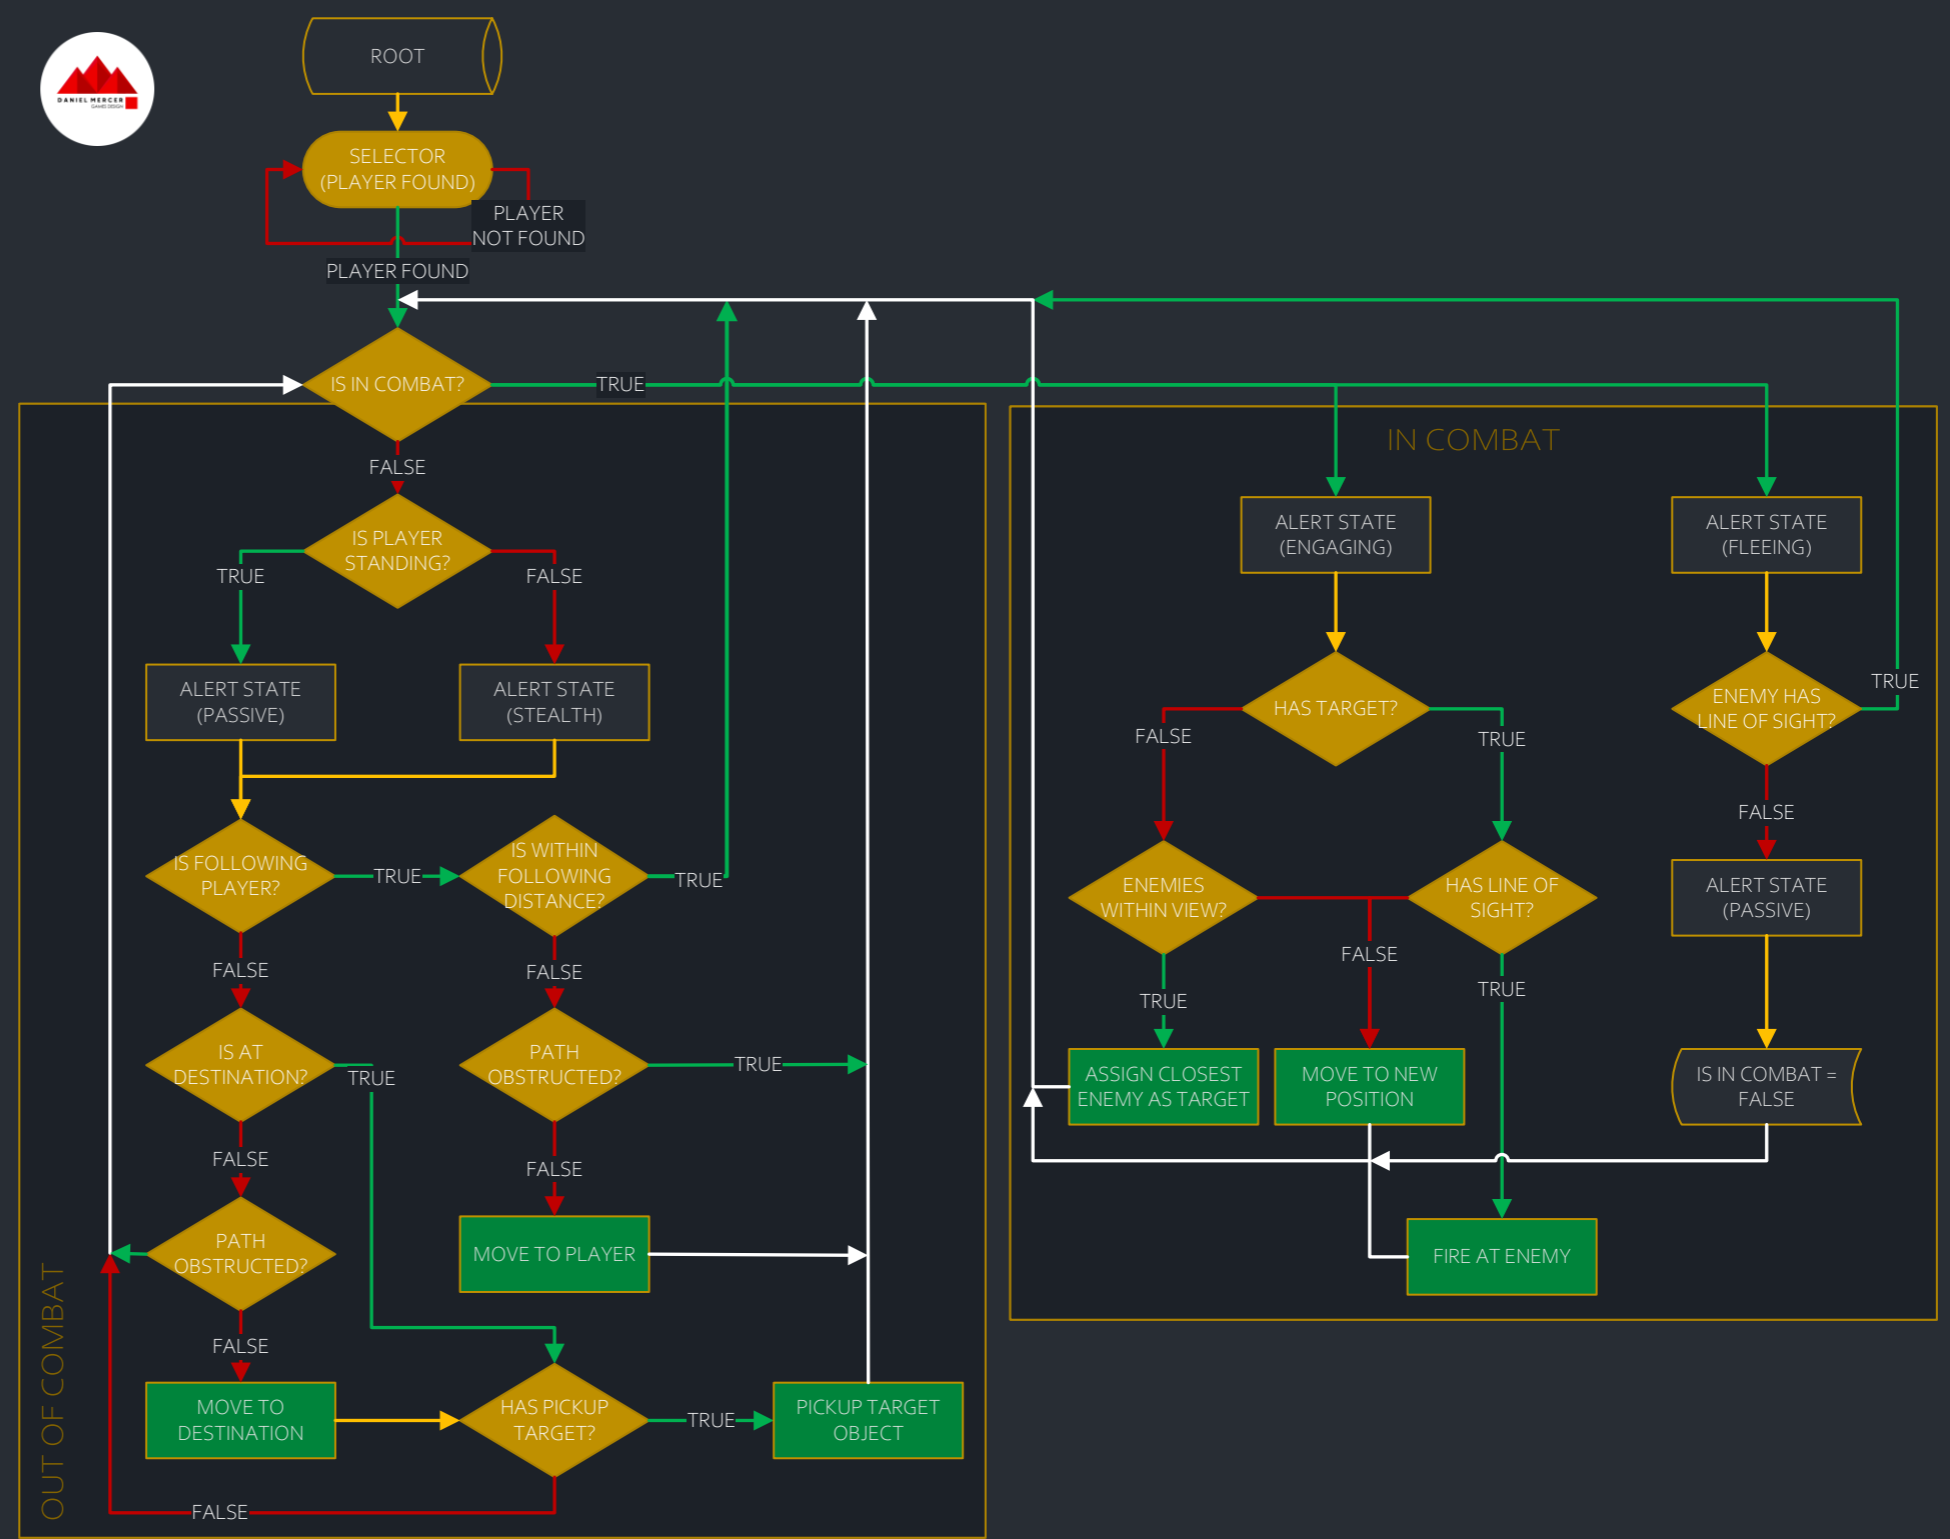 ROOT
DANIEL MERCER
GAMES DESIGN
SELECTOR
(PLAYER FOUND)
PLAYER
NOT FOUND
PLAYER FOUND
IS IN COMBAT?
TRUE
FALSE
IS PLAYER
STANDING?
TRUE
FALSE
ALERT STATE
(PASSIVE)
ALERT STATE
(STEALTH)
IS FOLLOWING
PLAYER?
TRUE
IS WITHIN
FOLLOWING
DISTANCE?
TRUE
FALSE
FALSE
IS AT
DESTINATION?
TRUE
PATH
OBSTRUCTED?
TRUE
FALSE
FALSE
PATH
OBSTRUCTED?
MOVE TO PLAYER
FALSE
MOVE TO
DESTINATION
HAS PICKUP
TARGET?
TRUE
PICKUP TARGET
OBJECT
FALSE
OUT OF COMBAT
IN COMBAT
ALERT STATE
(ENGAGING)
ALERT STATE
(FLEEING)
HAS TARGET?
FALSE
TRUE
ENEMY HAS
LINE OF SIGHT?
TRUE
FALSE
ENEMIES
WITHIN VIEW?
HAS LINE OF
SIGHT?
FALSE
TRUE
TRUE
ALERT STATE
(PASSIVE)
ASSIGN CLOSEST
ENEMY AS TARGET
MOVE TO NEW
POSITION
IS IN COMBAT =
FALSE
FIRE AT ENEMY